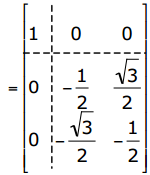 = [ 1 0 0
0 -1/2 √3/2
0 -√3/2 -1/2 ]